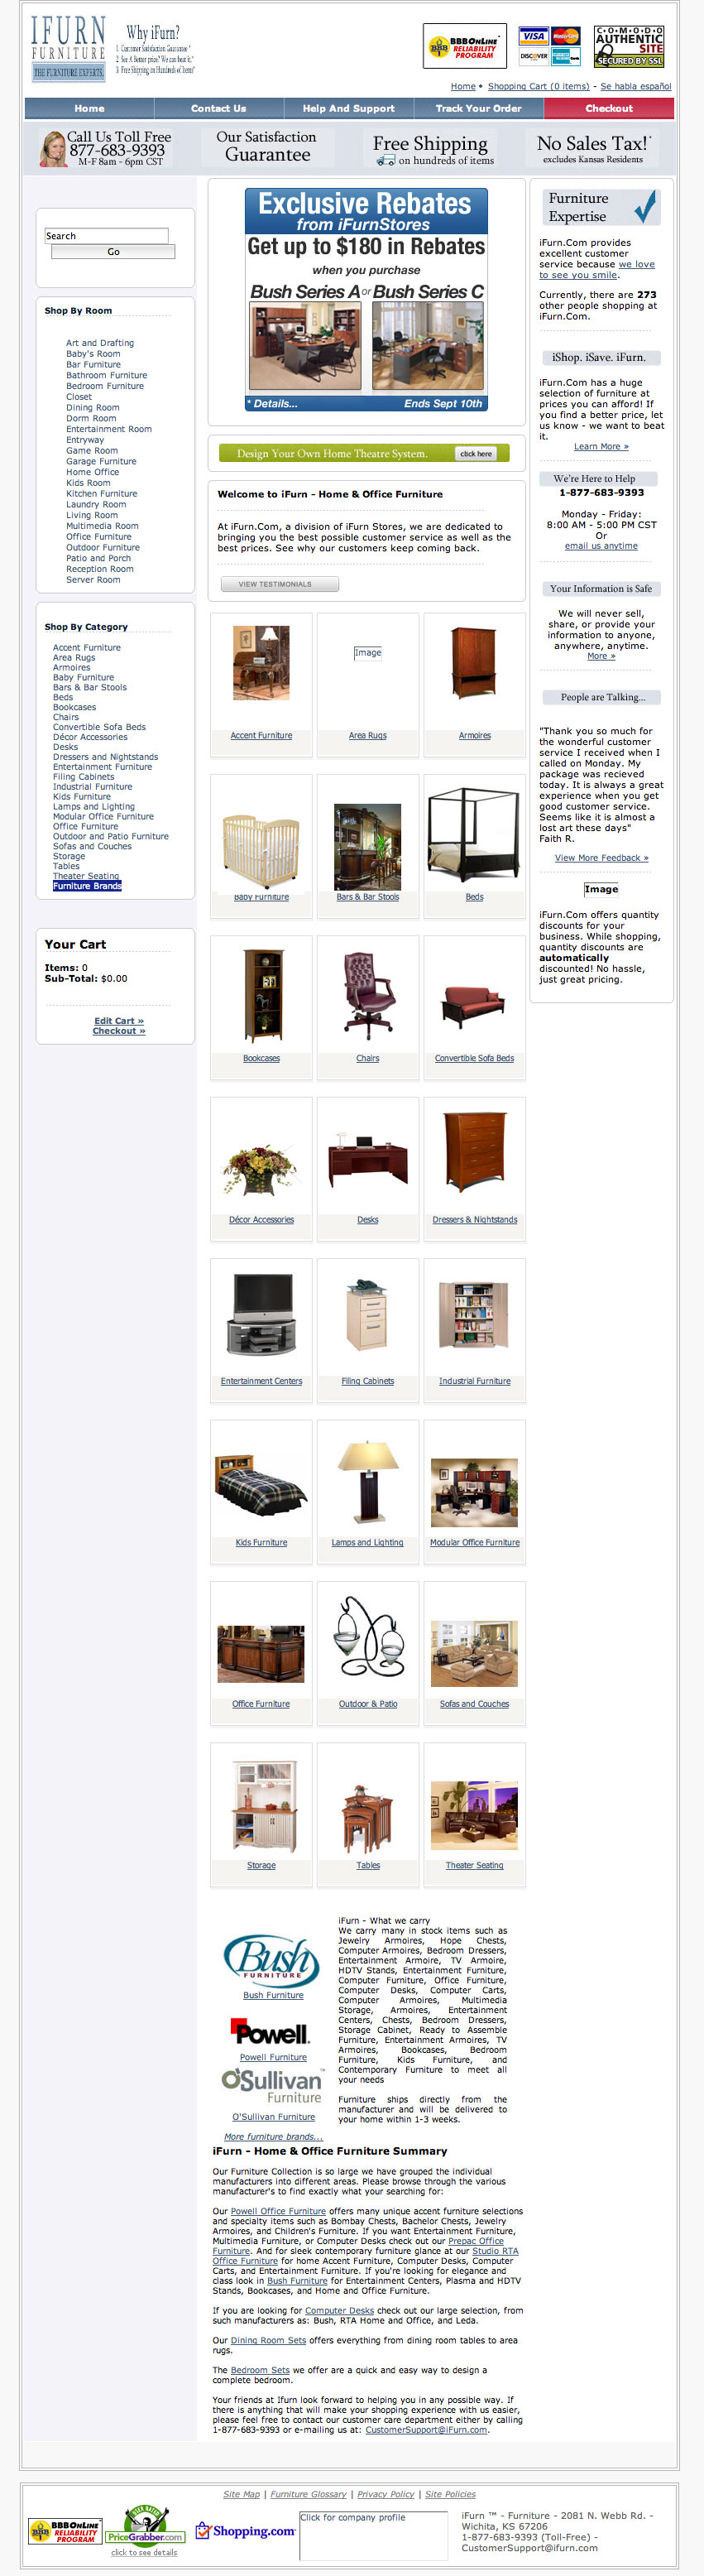 IFURN
FURNITURE
THE FURNITURE EXPERTS.
Why iFurn?
1. Customer Satisfaction Guarantee *
2. See A Better price? We can beat it.*
3. Free Shipping on Hundreds of Items*
BBB
BBBONLINE
RELIABILITY
PROGRAM
VISA
MasterCard
DISCOVER
COMODO
AUTHENTIC
SITE
SECURED BY SSL
Home • Shopping Cart (0 items) - Se habla español
Home
Contact Us
Help And Support
Track Your Order
Checkout
Call Us Toll Free
877-683-9393
M-F 8am - 6pm CST
Our Satisfaction
Guarantee
Free Shipping
on hundreds of items
No Sales Tax!*
excludes Kansas Residents
Search
Go
Shop By Room
Art and Drafting
Baby's Room
Bar Furniture
Bathroom Furniture
Bedroom Furniture
Closet
Dining Room
Dorm Room
Entertainment Room
Entryway
Game Room
Garage Furniture
Home Office
Kids Room
Kitchen Furniture
Laundry Room
Living Room
Multimedia Room
Office Furniture
Outdoor Furniture
Patio and Porch
Reception Room
Server Room
Shop By Category
Accent Furniture
Area Rugs
Armoires
Baby Furniture
Bars & Bar Stools
Beds
Bookcases
Chairs
Convertible Sofa Beds
Décor Accessories
Desks
Dressers and Nightstands
Entertainment Furniture
Filing Cabinets
Industrial Furniture
Kids Furniture
Lamps and Lighting
Modular Office Furniture
Office Furniture
Outdoor and Patio Furniture
Sofas and Couches
Storage
Tables
Theater Seating
Furniture Brands
Your Cart
Items: 0
Sub-Total: $0.00
Edit Cart »
Checkout »
Exclusive Rebates
from iFurnStores
Get up to $180 in Rebates
when you purchase
Bush Series A or Bush Series C
* Details...
Ends Sept 10th
Design Your Own Home Theatre System.
click here
Welcome to iFurn - Home & Office Furniture
At iFurn.Com, a division of iFurn Stores, we are dedicated to
bringing you the best possible customer service as well as the
best prices. See why our customers keep coming back.
VIEW TESTIMONIALS
Accent Furniture
Image
Area Rugs
Armoires
Baby Furniture
Bars & Bar Stools
Beds
Bookcases
Chairs
Convertible Sofa Beds
Décor Accessories
Desks
Dressers & Nightstands
Entertainment Centers
Filing Cabinets
Industrial Furniture
Kids Furniture
Lamps and Lighting
Modular Office Furniture
Office Furniture
Outdoor & Patio
Sofas and Couches
Storage
Tables
Theater Seating
Furniture
Expertise
iFurn.Com provides
excellent customer
service because we love
to see you smile.
Currently, there are 273
other people shopping at
iFurn.Com.
iShop. iSave. iFurn.
iFurn.Com has a huge
selection of furniture at
prices you can afford! If
you find a better price, let
us know - we want to beat
it.
Learn More »
We're Here to Help
1-877-683-9393
Monday - Friday:
8:00 AM - 5:00 PM CST
Or
email us anytime
Your Information is Safe
We will never sell,
share, or provide your
information to anyone,
anywhere, anytime.
More »
People are Talking...
"Thank you so much for
the wonderful customer
service I received when I
called on Monday. My
package was recieved
today. It is always a great
experience when you get
good customer service.
Seems like it is almost a
lost art these days"
Faith R.
View More Feedback »
Image
iFurn.Com offers quantity
discounts for your
business. While shopping,
quantity discounts are
automatically
discounted! No hassle,
just great pricing.
Bush
FURNITURE
Bush Furniture
Powell
Powell Furniture
O'Sullivan™
Furniture
O'Sullivan Furniture
More furniture brands...
iFurn - What we carry
We carry many in stock items such as
Jewelry Armoires, Hope Chests,
Computer Armoires, Bedroom Dressers,
Entertainment Armoire, TV Armoire,
HDTV Stands, Entertainment Furniture,
Computer Furniture, Office Furniture,
Computer Desks, Computer Carts,
Computer Armoires, Multimedia
Storage, Armoires, Entertainment
Centers, Chests, Bedroom Dressers,
Storage Cabinet, Ready to Assemble
Furniture, Entertainment Armoires, TV
Armoires, Bookcases, Bedroom
Furniture, Kids Furniture, and
Contemporary Furniture to meet all
your needs
Furniture ships directly from the
manufacturer and will be delivered to
your home within 1-3 weeks.
iFurn - Home & Office Furniture Summary
Our Furniture Collection is so large we have grouped the individual
manufacturers into different areas. Please browse through the various
manufacturer's to find exactly what your searching for:
Our Powell Office Furniture offers many unique accent furniture selections
and specialty items such as Bombay Chests, Bachelor Chests, Jewelry
Armoires, and Children's Furniture. If you want Entertainment Furniture,
Multimedia Furniture, or Computer Desks check out our Prepac Office
Furniture. And for sleek contemporary furniture glance at our Studio RTA
Office Furniture for home Accent Furniture, Computer Desks, Computer
Carts, and Entertainment Furniture. If you're looking for elegance and
class look in Bush Furniture for Entertainment Centers, Plasma and HDTV
Stands, Bookcases, and Home and Office Furniture.
If you are looking for Computer Desks check out our large selection, from
such manufacturers as: Bush, RTA Home and Office, and Leda.
Our Dining Room Sets offers everything from dining room tables to area
rugs.
The Bedroom Sets we offer are a quick and easy way to design a
complete bedroom.
Your friends at Ifurn look forward to helping you in any possible way. If
there is anything that will make your shopping experience with us easier,
please feel free to contact our customer care department either by calling
1-877-683-9393 or e-mailing us at: CustomerSupport@iFurn.com.
Site Map | Furniture Glossary | Privacy Policy | Site Policies
BBB
BBBONLINE
RELIABILITY
PROGRAM
PriceGrabber.com
click to see details
Shopping.com
Click for company profile
iFurn ™ - Furniture - 2081 N. Webb Rd. -
Wichita, KS 67206
1-877-683-9393 (Toll-Free) -
CustomerSupport@ifurn.com